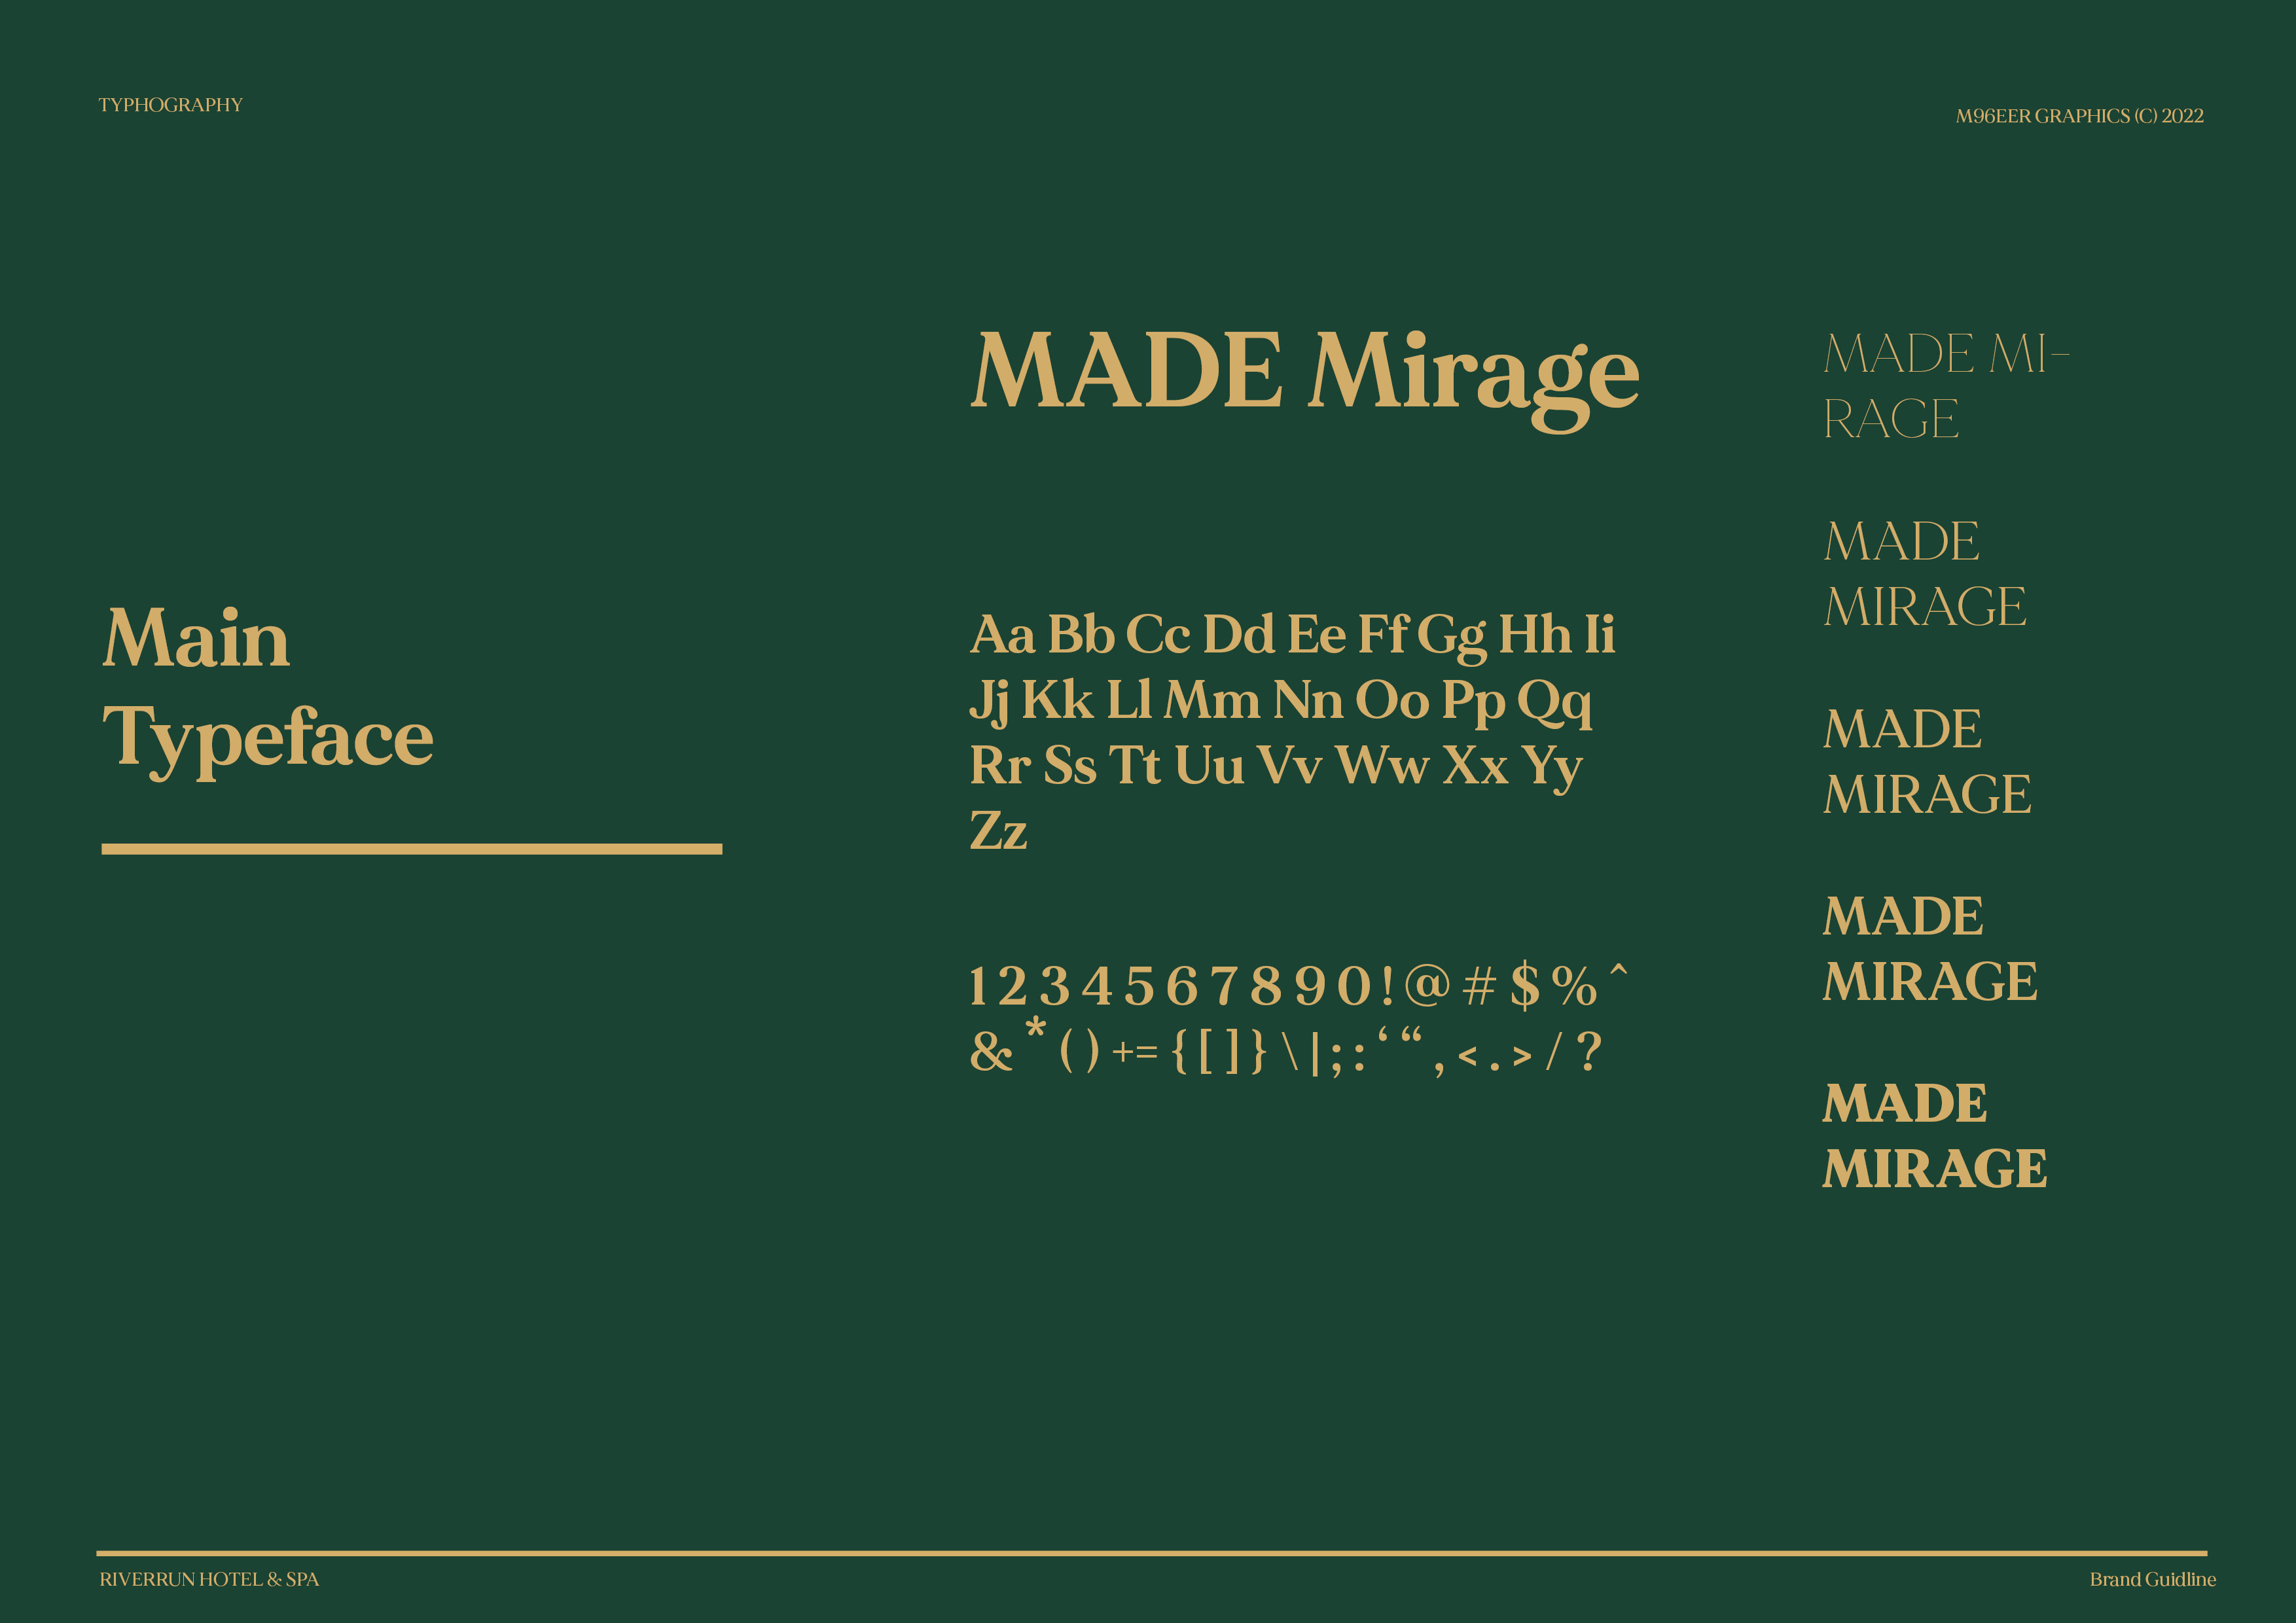 TYPHOGRAPHY
M96EER GRAPHICS (C) 2022
Main
Typeface
MADE Mirage
Aa Bb Cc Dd Ee Ff Gg Hh Ii
Jj Kk Ll Mm Nn Oo Pp Qq
Rr Ss Tt Uu Vv Ww Xx Yy
Zz
1 2 3 4 5 6 7 8 9 0 ! @ # $ % ^
& * ( ) += { [ ] } \ | ; : ‘ “ , < . > / ?
MADE MI-
RAGE
MADE
MIRAGE
MADE
MIRAGE
MADE
MIRAGE
MADE
MIRAGE
RIVERRUN HOTEL & SPA
Brand Guidline